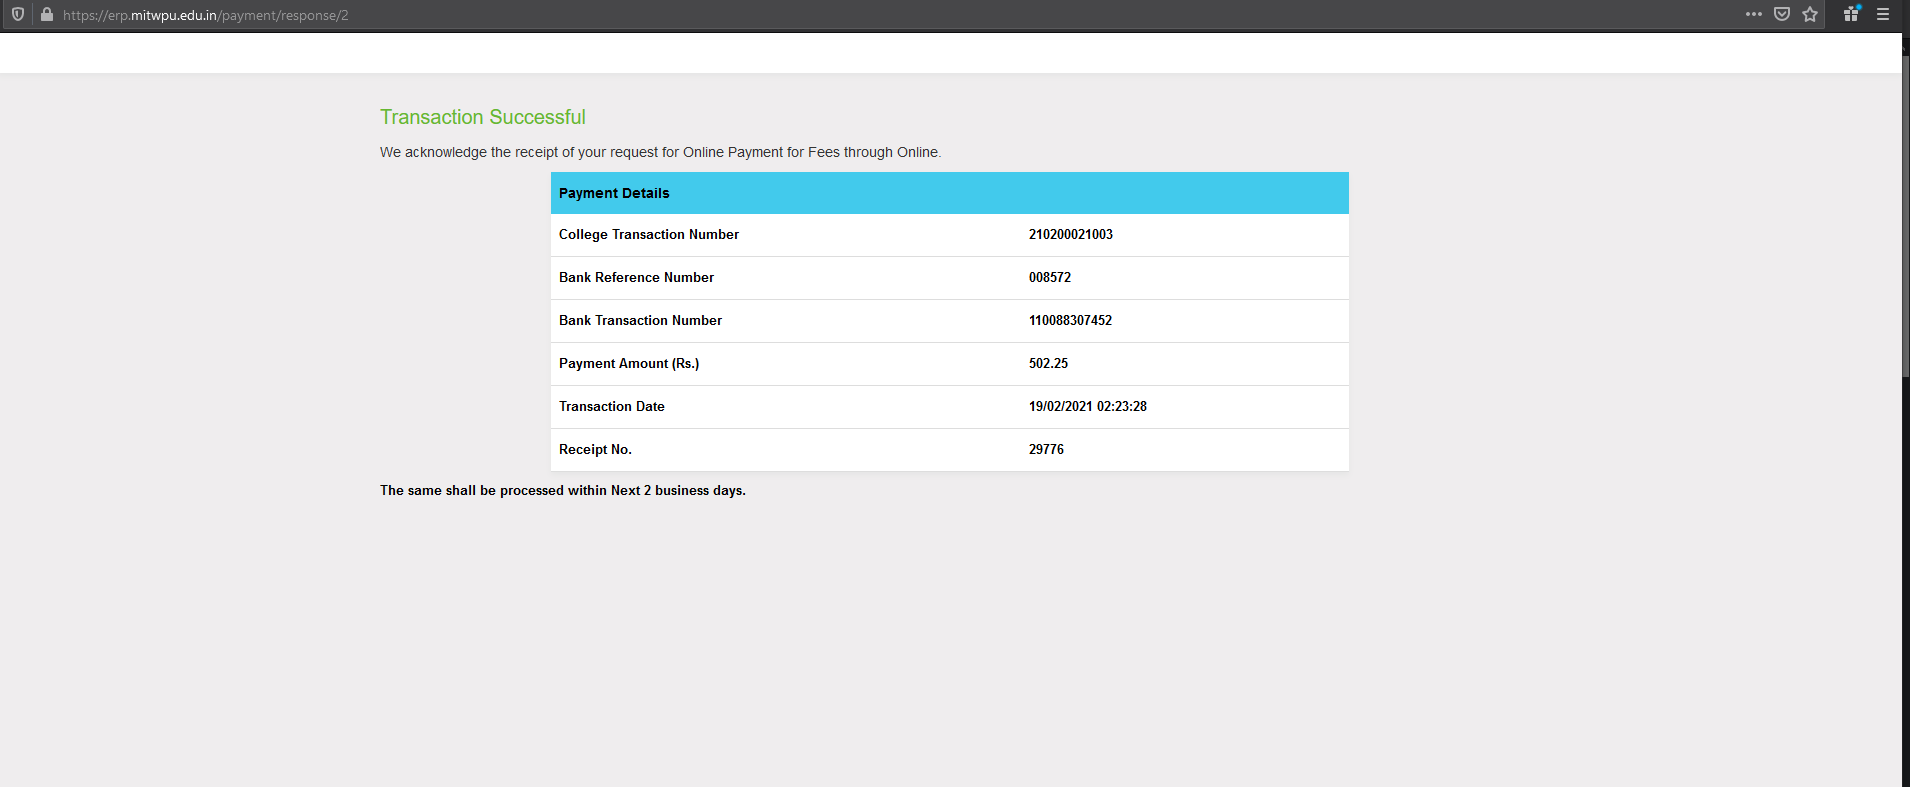 https://erp.mitwpu.edu.in/payment/response/2
Transaction Successful
We acknowledge the receipt of your request for Online Payment for Fees through Online.
Payment Details
College Transaction Number 210200021003
Bank Reference Number 008572
Bank Transaction Number 110088307452
Payment Amount (Rs.) 502.25
Transaction Date 19/02/2021 02:23:28
Receipt No. 29776
The same shall be processed within Next 2 business days.